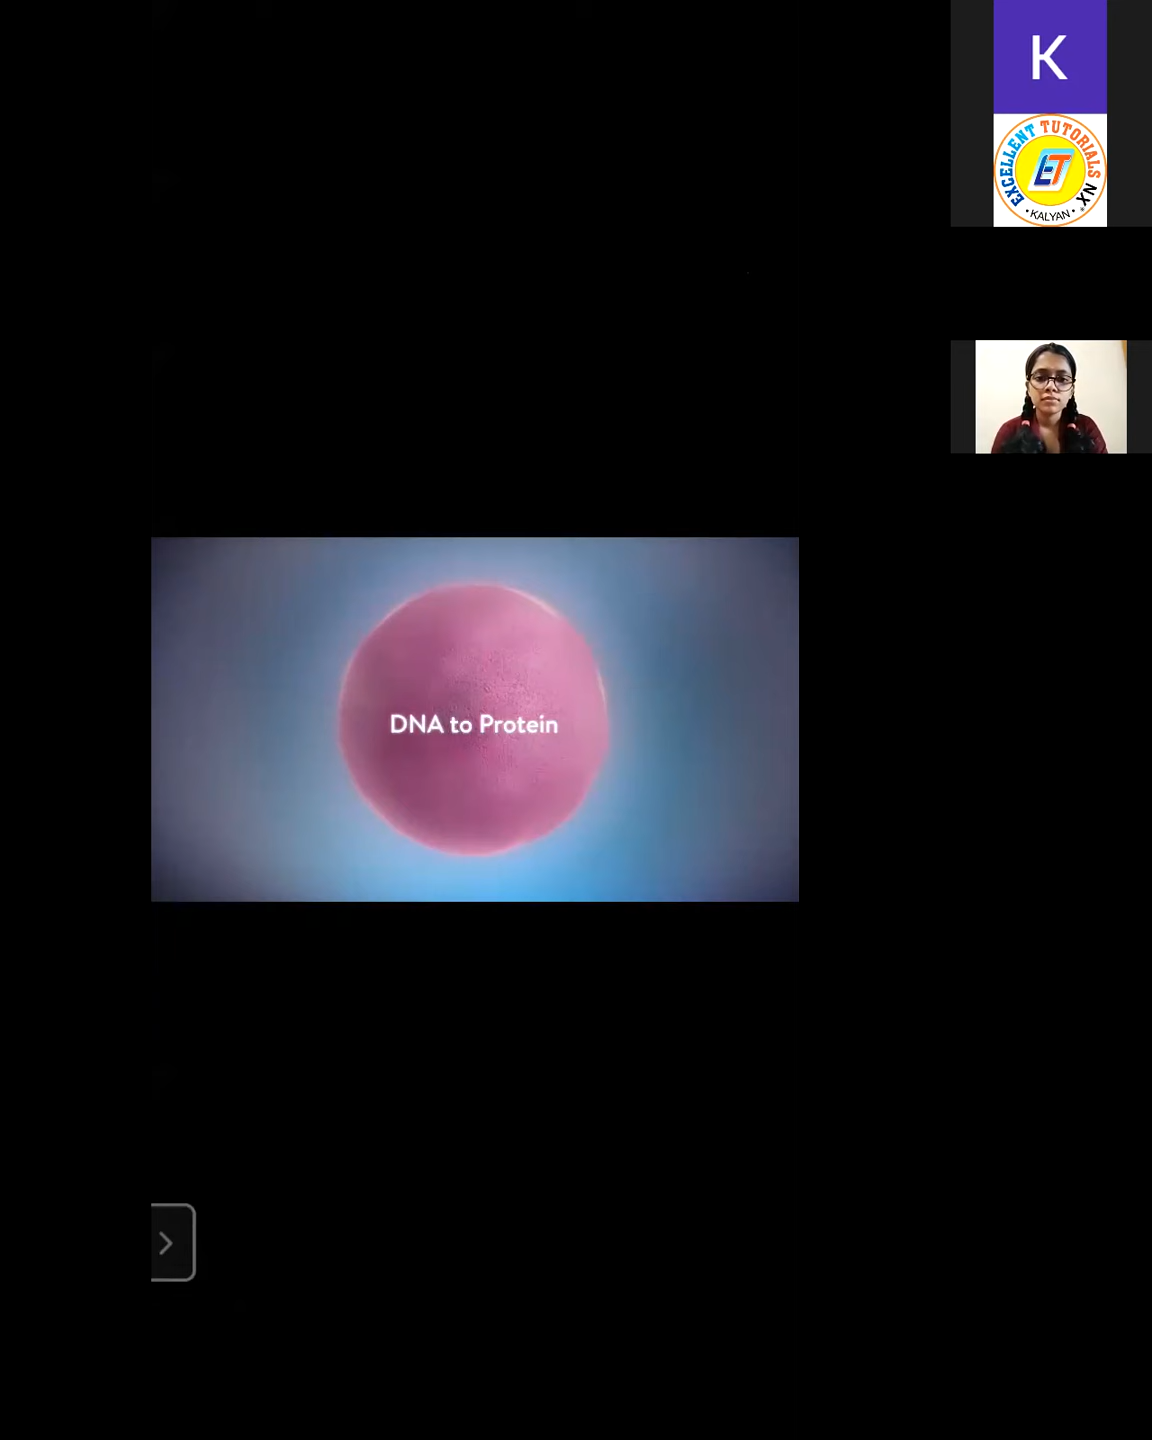 K
EXCELLENT TUTORIALS NX
ET
• KALYAN •
DNA to Protein